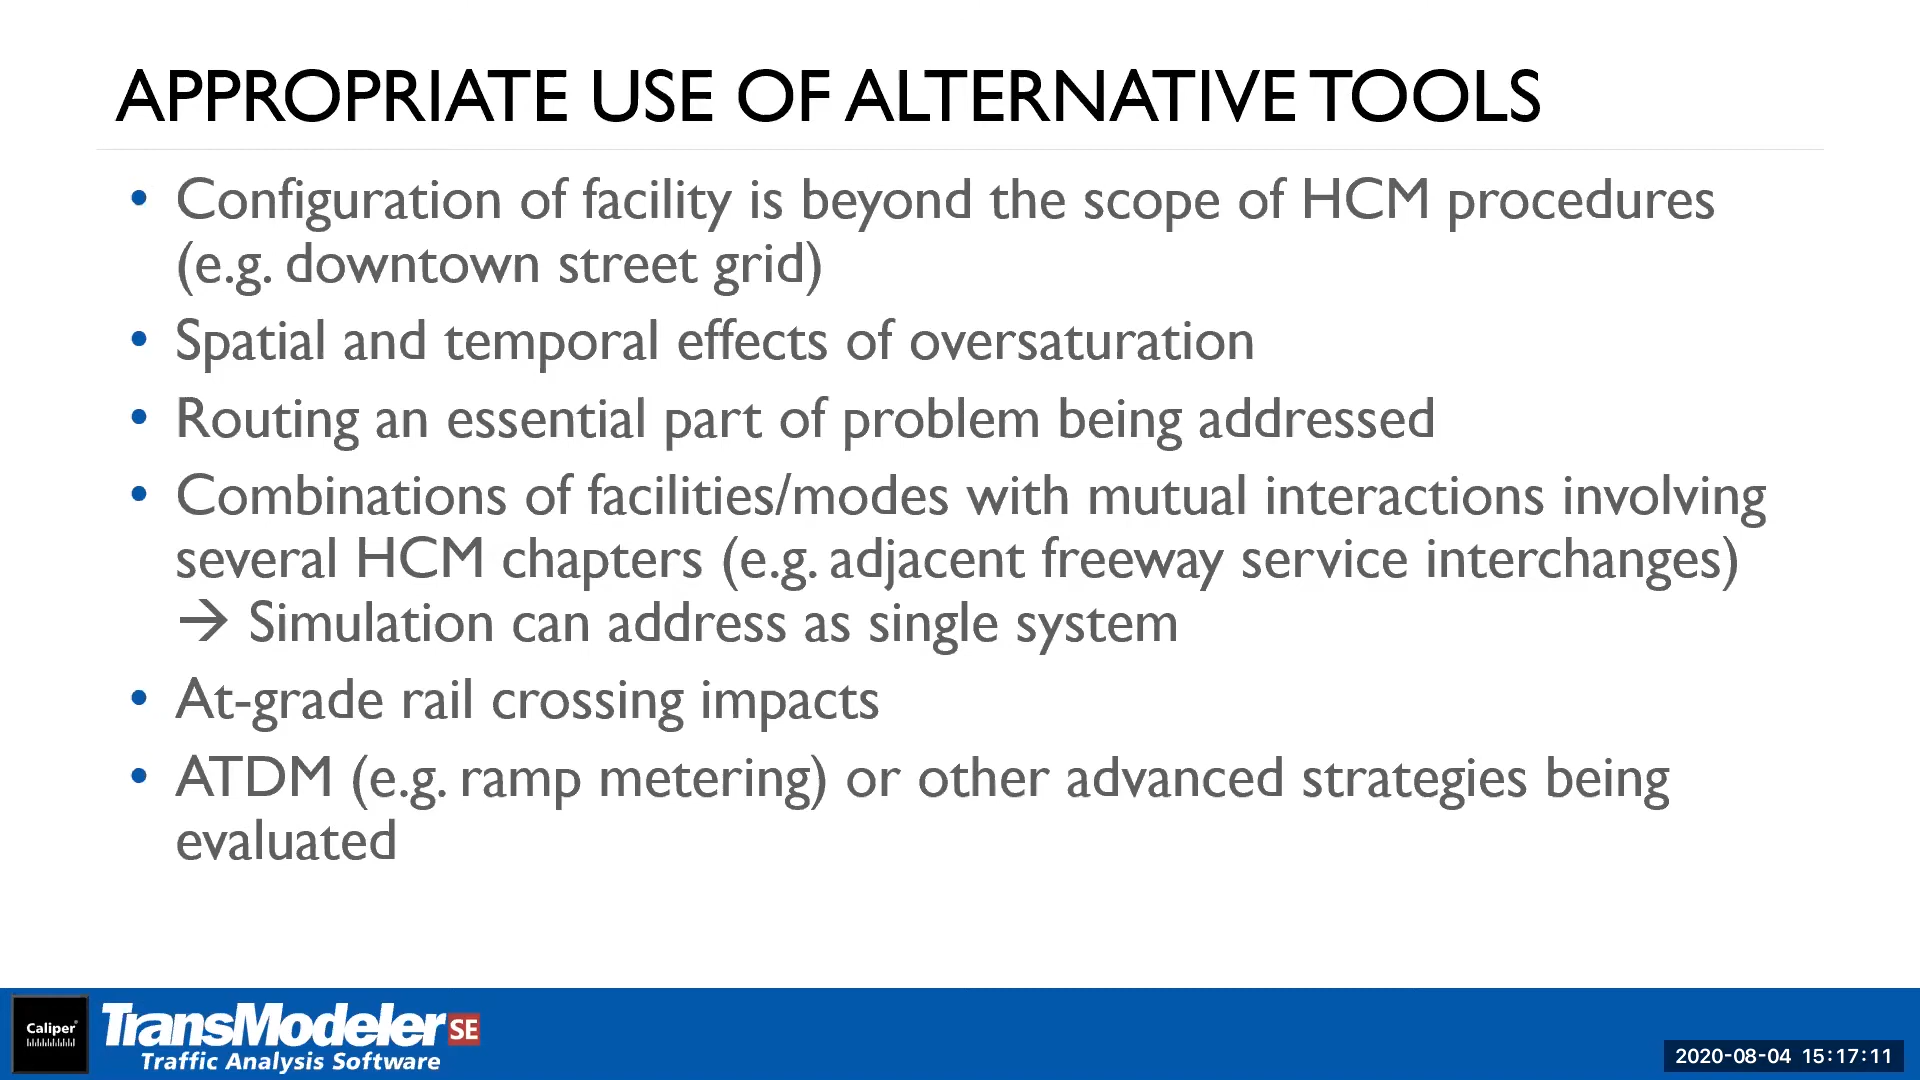 APPROPRIATE USE OF ALTERNATIVE TOOLS
• Configuration of facility is beyond the scope of HCM procedures
(e.g. downtown street grid)
• Spatial and temporal effects of oversaturation
• Routing an essential part of problem being addressed
• Combinations of facilities/modes with mutual interactions involving
several HCM chapters (e.g. adjacent freeway service interchanges)
→ Simulation can address as single system
• At-grade rail crossing impacts
• ATDM (e.g. ramp metering) or other advanced strategies being
evaluated
Caliper®
TransModeler SE
Traffic Analysis Software
2020-08-04 15:17:11